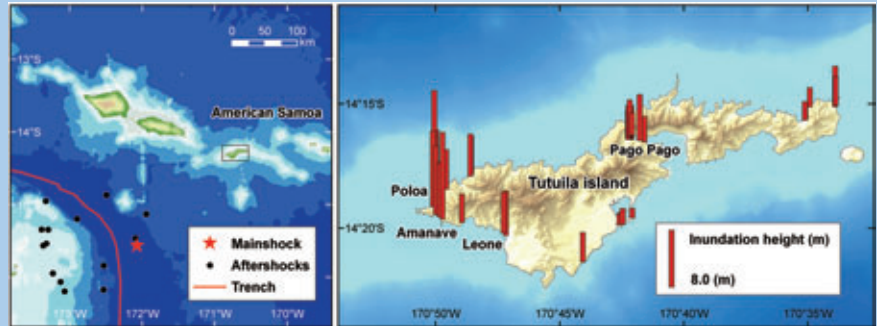 0 50 100
km
13°S
American Samoa
14°S
Mainshock
Aftershocks
Trench
173°W 172°W 171°W 170°W
14°15'S
Pago Pago
Poloa
Tutuila island
Amanave
14°20'S
Leone
Inundation height (m)
8.0 (m)
170°50'W 170°44'W 170°40'W 170°35'W